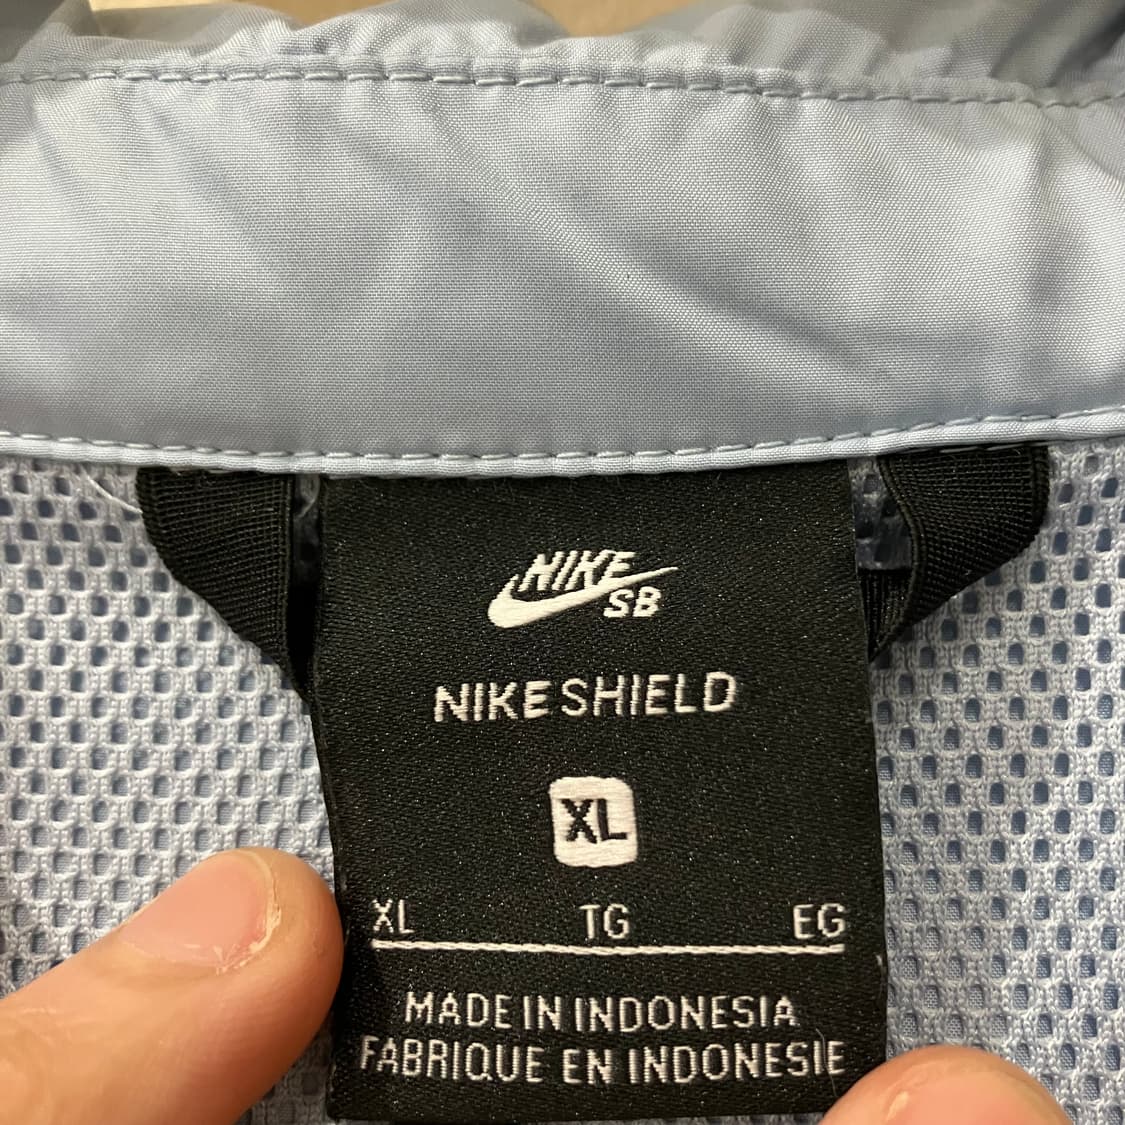 NIKE
SB
NIKE SHIELD
XL
XL TG EG
MADE IN INDONESIA
FABRIQUE EN INDONESIE